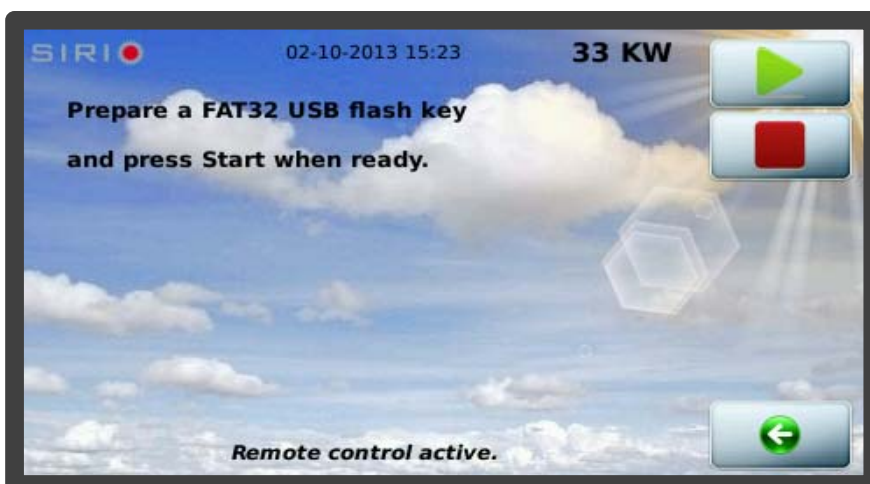 SIRIO 02-10-2013 15:23 33 KW
Prepare a FAT32 USB flash key
and press Start when ready.
Remote control active.